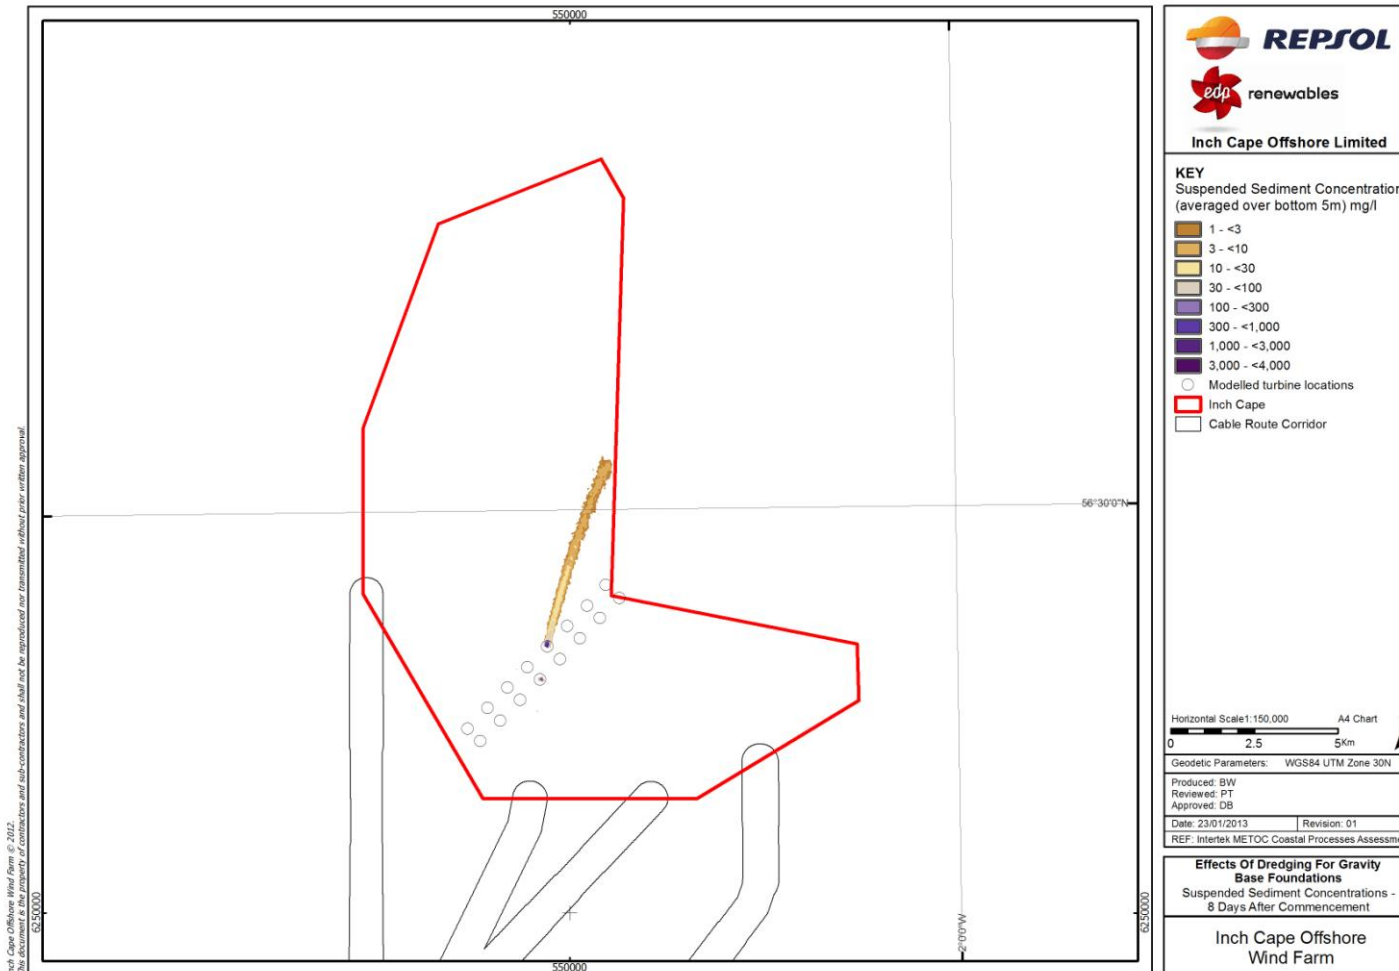 550000
REPSOL
edp renewables
Inch Cape Offshore Limited
KEY
Suspended Sediment Concentration
(averaged over bottom 5m) mg/l
1 - <3
3 - <10
10 - <30
30 - <100
100 - <300
300 - <1,000
1,000 - <3,000
3,000 - <4,000
Modelled turbine locations
Inch Cape
Cable Route Corridor
56°30'0"N
Horizontal Scale1:150,000 A4 Chart
0 2.5 5Km
Geodetic Parameters: WGS84 UTM Zone 30N
Produced: BW
Reviewed: PT
Approved: DB
Date: 23/01/2013 Revision: 01
REF: Intertek METOC Coastal Processes Assessme
Effects Of Dredging For Gravity
Base Foundations
Suspended Sediment Concentrations -
8 Days After Commencement
Inch Cape Offshore
Wind Farm
6250000
6250000
2°0'0"W
550000
nch Cape Offshore Wind Farm © 2012.
his document is the property of contractors and sub-contractors and shall not be reproduced nor transmitted without prior written approval.